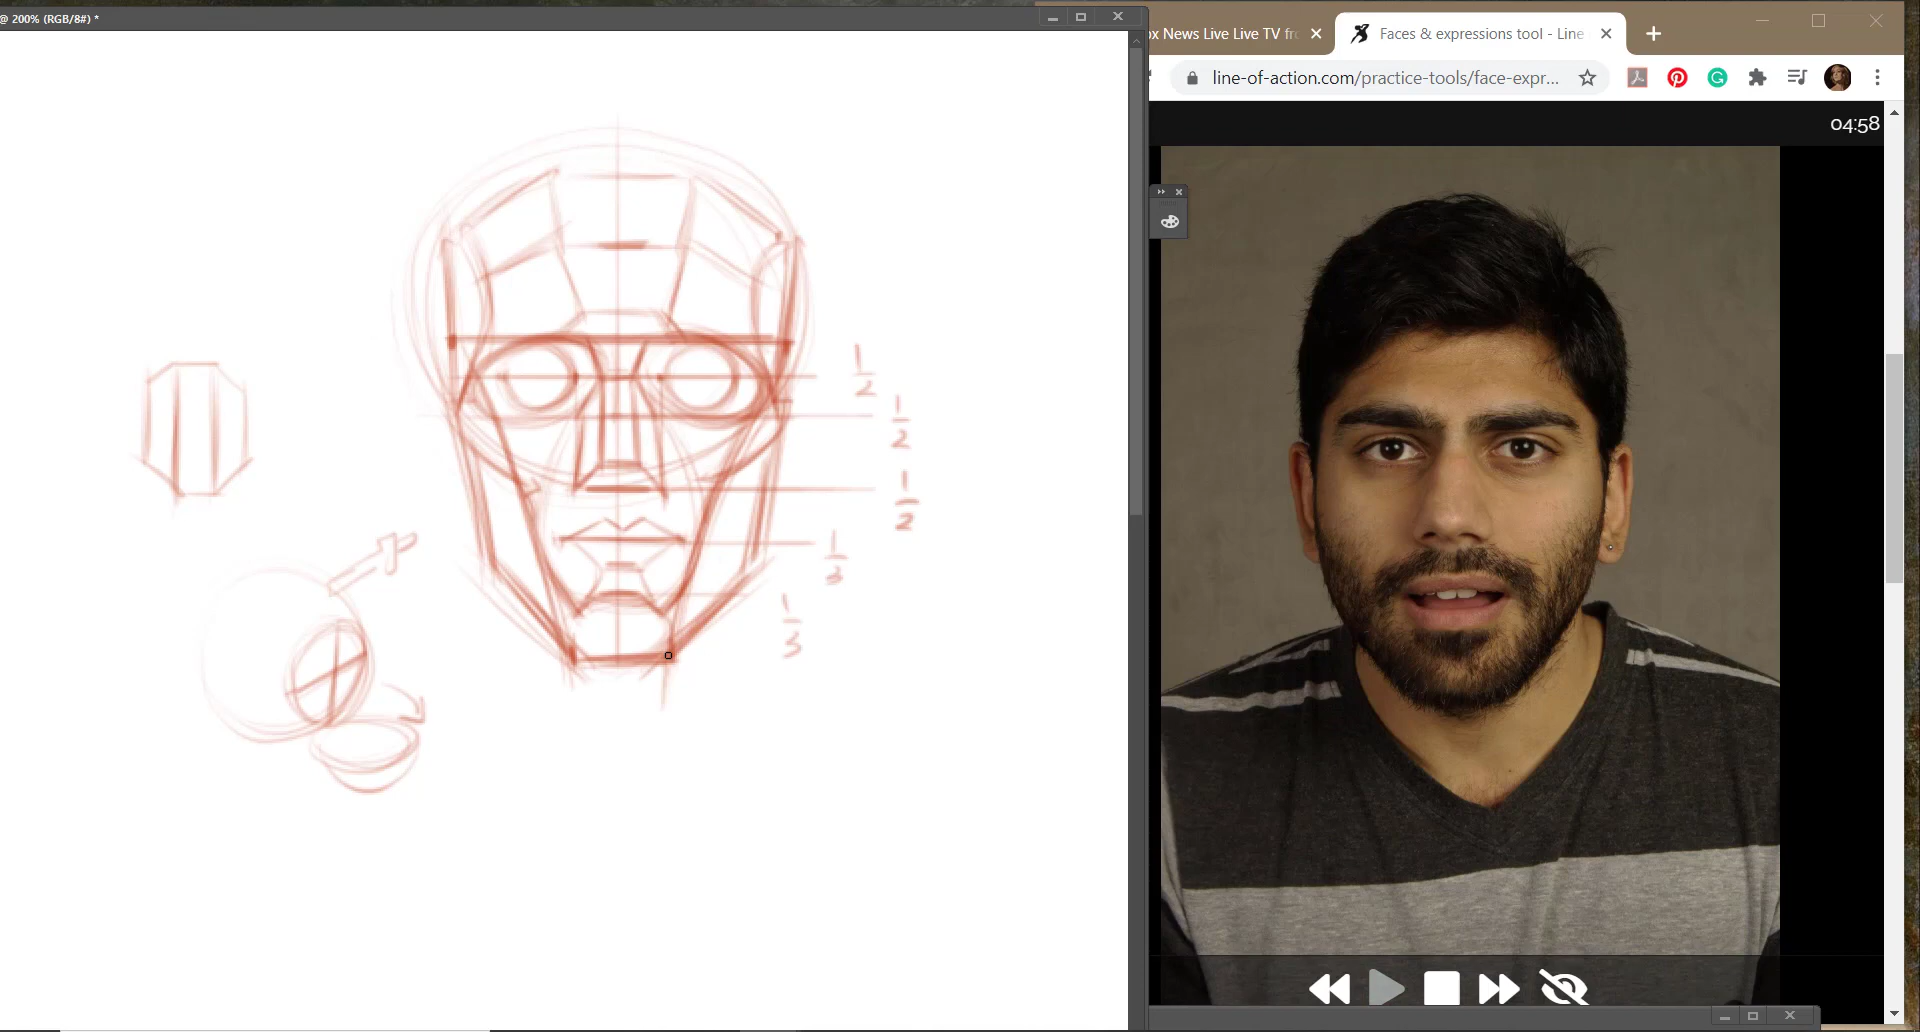 @ 200% (RGB/8#) *
ox News Live Live TV fr
Faces & expressions tool - Line
line-of-action.com/practice-tools/face-expr...
04:58
1
2
1
2
1
2
1
3
1
3